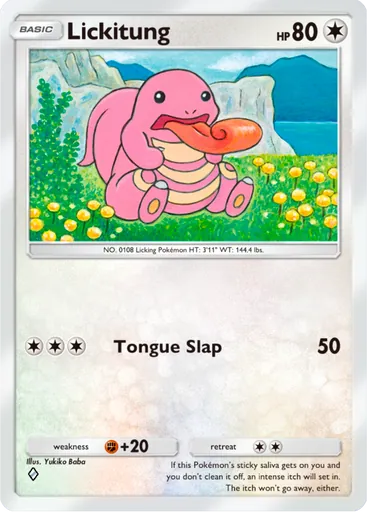 BASIC Lickitung HP 80
NO. 0108 Licking Pokémon HT: 3'11" WT: 144.4 lbs.
Tongue Slap 50
weakness +20 retreat
Illus. Yukiko Baba
If this Pokémon's sticky saliva gets on you and
you don't clean it off, an intense itch will set in.
The itch won't go away, either.